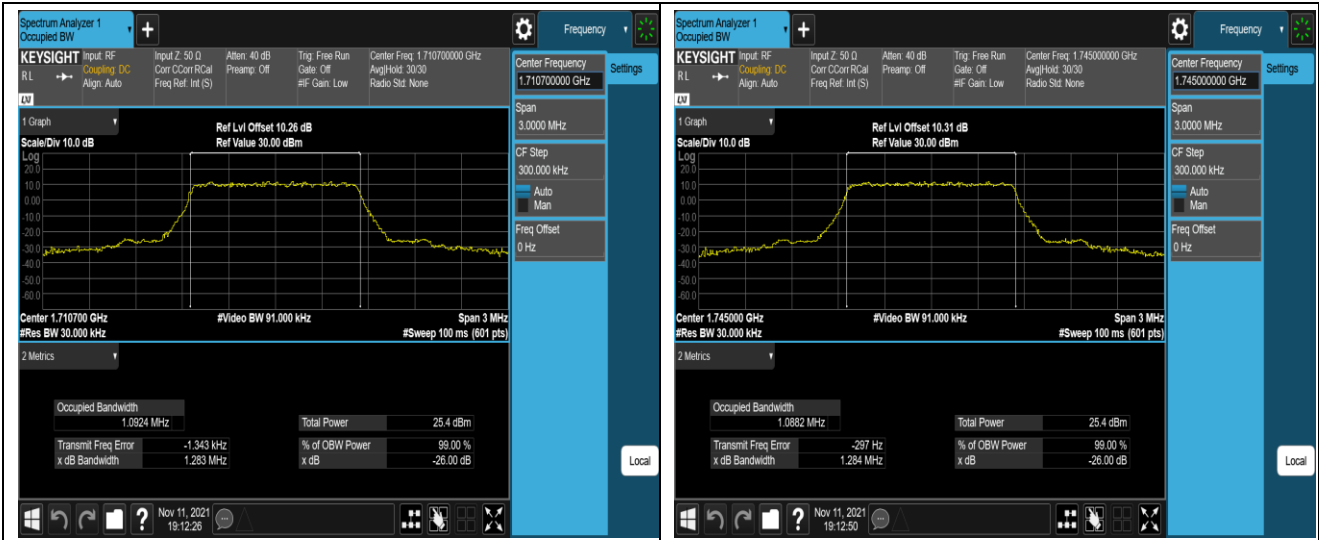 Spectrum Analyzer 1
Occupied BW
+
Frequency
KEYSIGHT
R L
LXI
Input: RF
Coupling: DC
Align: Auto
Input Z: 50 Ω
Corr CCorr RCal
Freq Ref: Int (S)
Atten: 40 dB
Preamp: Off
Trig: Free Run
Gate: Off
#IF Gain: Low
Center Freq: 1.710700000 GHz
Avg|Hold: 30/30
Radio Std: None
Center Frequency
1.710700000 GHz
Settings
Span
3.0000 MHz
CF Step
300.000 kHz
Auto
Man
Freq Offset
0 Hz
Local
1 Graph
Scale/Div 10.0 dB
Ref Lvl Offset 10.26 dB
Ref Value 30.00 dBm
Log
20.0
10.0
0.00
-10.0
-20.0
-30.0
-40.0
-50.0
-60.0
Center 1.710700 GHz
#Video BW 91.000 kHz
Span 3 MHz
#Res BW 30.000 kHz
#Sweep 100 ms (601 pts)
2 Metrics
Occupied Bandwidth
1.0924 MHz
Total Power 25.4 dBm
Transmit Freq Error -1.343 kHz
% of OBW Power 99.00 %
x dB Bandwidth 1.283 MHz
x dB -26.00 dB
?
Nov 11, 2021
19:12:26
Spectrum Analyzer 1
Occupied BW
+
Frequency
KEYSIGHT
R L
LXI
Input: RF
Coupling: DC
Align: Auto
Input Z: 50 Ω
Corr CCorr RCal
Freq Ref: Int (S)
Atten: 40 dB
Preamp: Off
Trig: Free Run
Gate: Off
#IF Gain: Low
Center Freq: 1.745000000 GHz
Avg|Hold: 30/30
Radio Std: None
Center Frequency
1.745000000 GHz
Settings
Span
3.0000 MHz
CF Step
300.000 kHz
Auto
Man
Freq Offset
0 Hz
Local
1 Graph
Scale/Div 10.0 dB
Ref Lvl Offset 10.31 dB
Ref Value 30.00 dBm
Log
20.0
10.0
0.00
-10.0
-20.0
-30.0
-40.0
-50.0
-60.0
Center 1.745000 GHz
#Video BW 91.000 kHz
Span 3 MHz
#Res BW 30.000 kHz
#Sweep 100 ms (601 pts)
2 Metrics
Occupied Bandwidth
1.0882 MHz
Total Power 25.4 dBm
Transmit Freq Error -297 Hz
% of OBW Power 99.00 %
x dB Bandwidth 1.284 MHz
x dB -26.00 dB
?
Nov 11, 2021
19:12:50